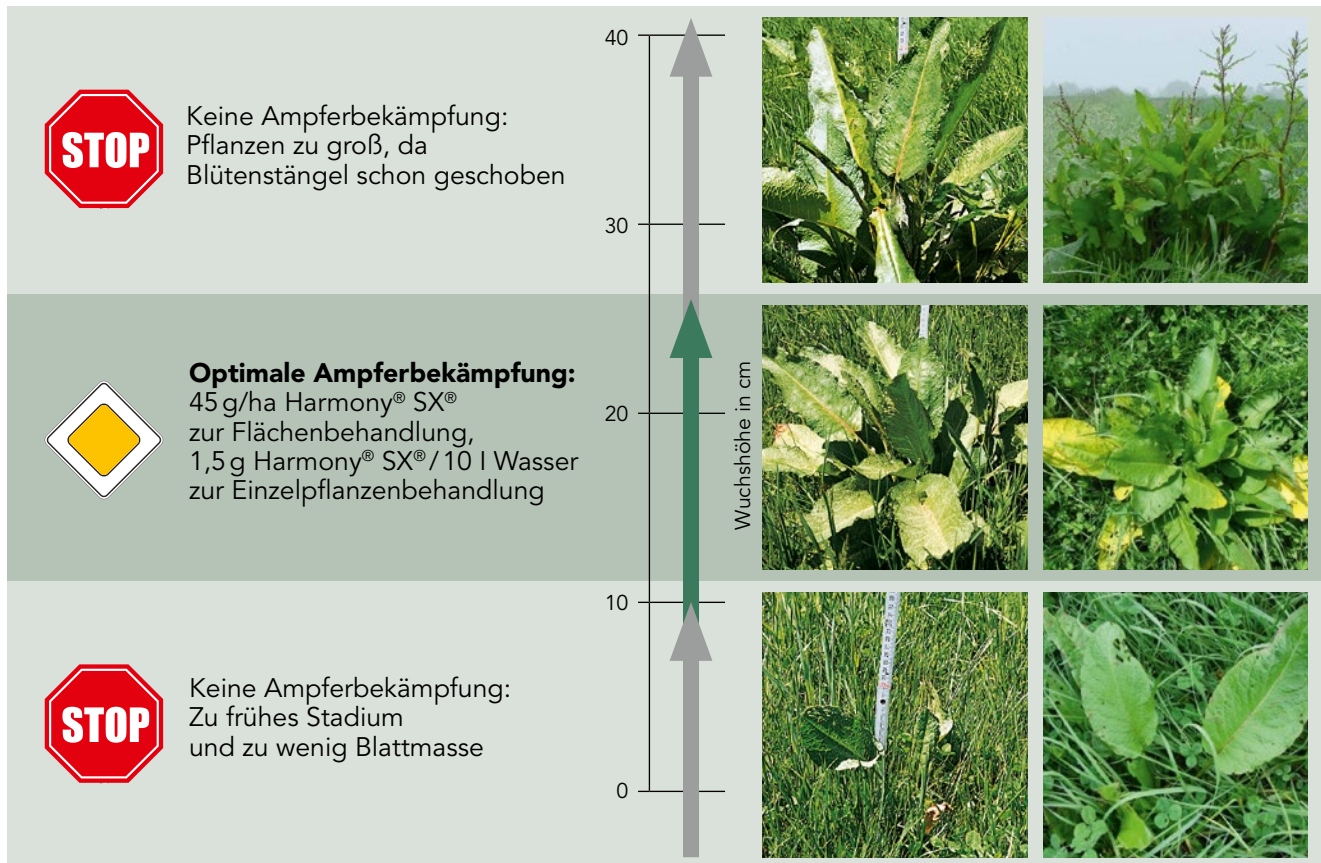 40
STOP
Keine Ampferbekämpfung:
Pflanzen zu groß, da
Blütenstängel schon geschoben
30
Optimale Ampferbekämpfung:
45 g/ha Harmony® SX®
zur Flächenbehandlung,
1,5 g Harmony® SX® / 10 l Wasser
zur Einzelpflanzenbehandlung
20
Wuchshöhe in cm
10
STOP
Keine Ampferbekämpfung:
Zu frühes Stadium
und zu wenig Blattmasse
0